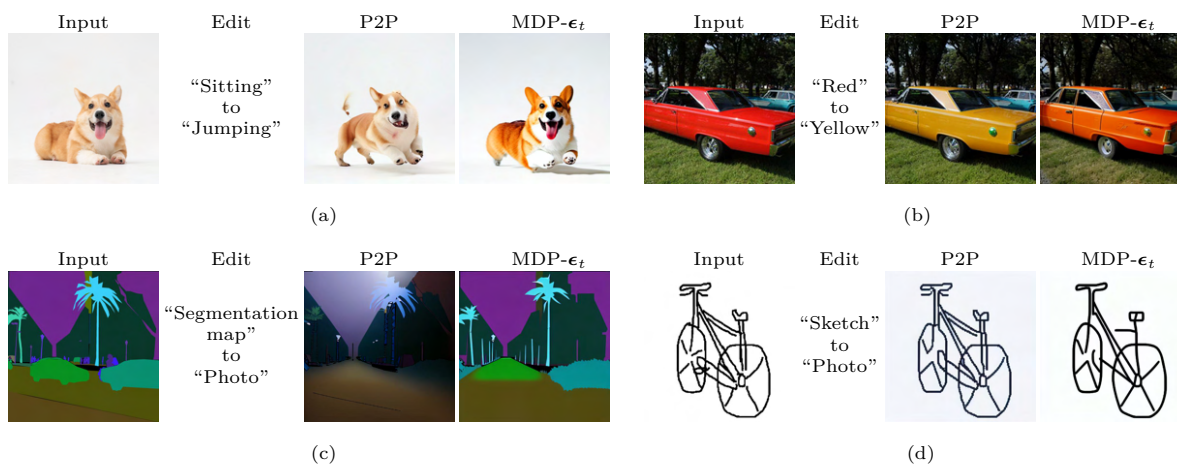 Input Edit P2P MDP-ϵₜ
“Sitting”
to
“Jumping”
(a)
Input Edit P2P MDP-ϵₜ
“Red”
to
“Yellow”
(b)
Input Edit P2P MDP-ϵₜ
“Segmentation
map”
to
“Photo”
(c)
Input Edit P2P MDP-ϵₜ
“Sketch”
to
“Photo”
(d)